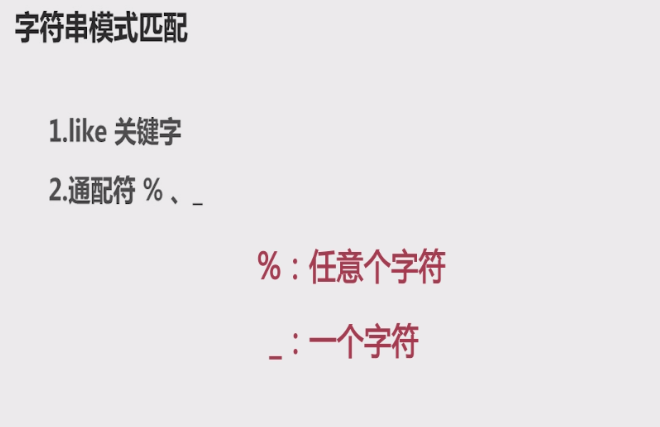 字符串模式匹配
1.like 关键字
2.通配符 % 、_
% : 任意个字符
_ : 一个字符